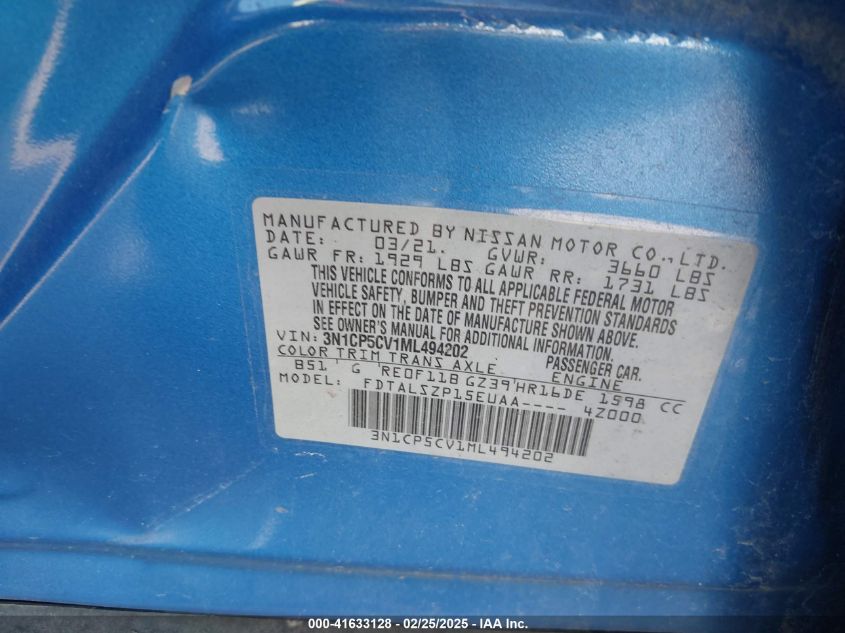 MANUFACTURED BY NISSAN MOTOR CO., LTD.
DATE: 03/21. GVWR: 3660 LBS
GAWR FR: 1929 LBS GAWR RR: 1731 LBS
THIS VEHICLE CONFORMS TO ALL APPLICABLE FEDERAL MOTOR
VEHICLE SAFETY, BUMPER AND THEFT PREVENTION STANDARDS
IN EFFECT ON THE DATE OF MANUFACTURE SHOWN ABOVE.
SEE OWNER'S MANUAL FOR ADDITIONAL INFORMATION.
VIN: 3N1CP5CV1ML494202 PASSENGER CAR.
COLOR TRIM TRANS AXLE ENGINE
B51' G 'RE0F11B GZ39'HR16DE 1598 CC
MODEL: FDTALSZP15EUAA---- 4Z000
3N1CP5CV1ML494202
000-41633128 - 02/25/2025 - IAA Inc.